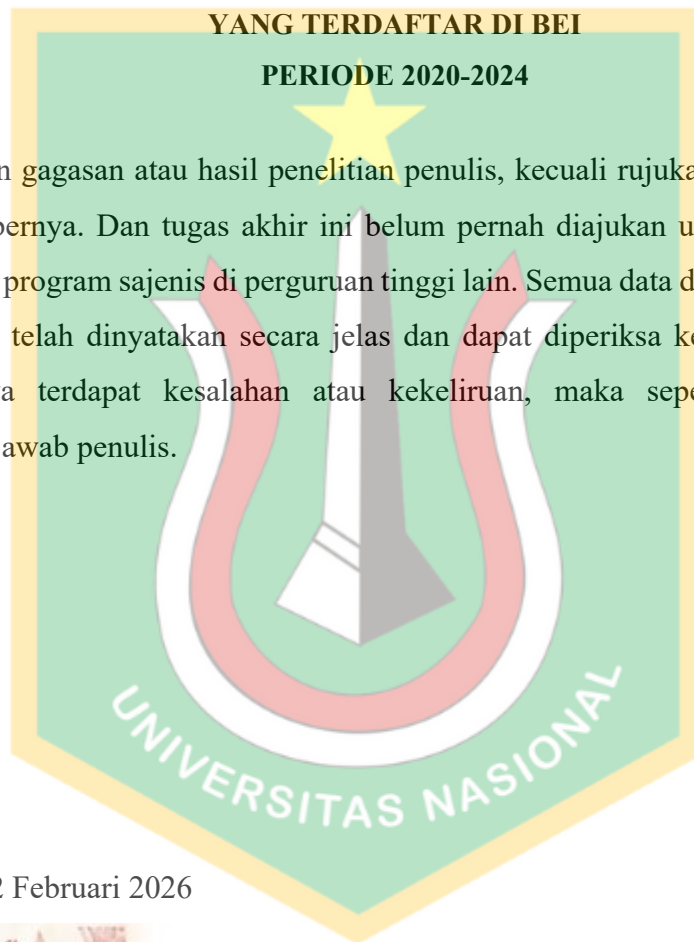 YANG TERDAFTAR DI BEI
PERIODE 2020-2024
n gagasan atau hasil penelitian penulis, kecuali rujuka
bernya. Dan tugas akhir ini belum pernah diajukan u
program sajenis di perguruan tinggi lain. Semua data d
telah dinyatakan secara jelas dan dapat diperiksa ke
va terdapat kesalahan atau kekeliruan, maka sepe
awab penulis.
UNIVERSITAS NASIONAL
2 Februari 2026